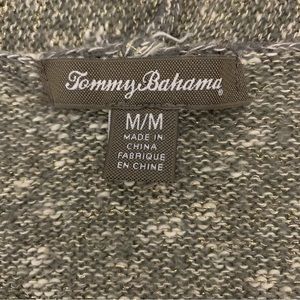 Tommy Bahama
M/M
MADE IN
CHINA
FABRIQUE
EN CHINE